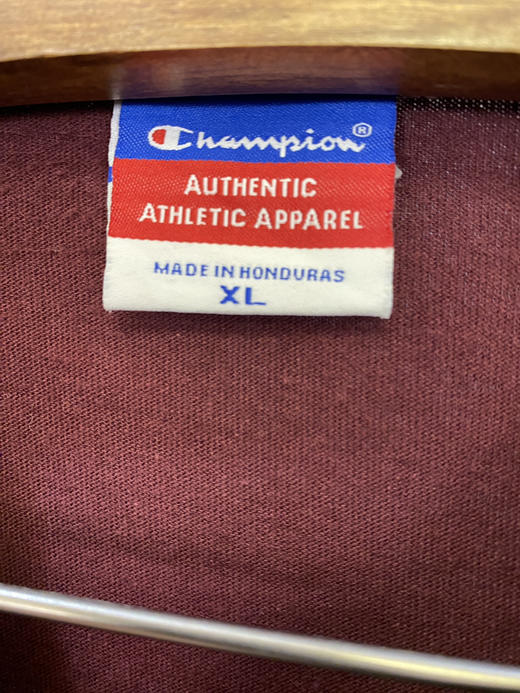 Champion®
AUTHENTIC
ATHLETIC APPAREL
MADE IN HONDURAS
XL